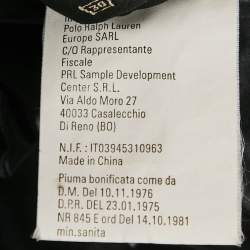 Polo Ralph Lauren
Europe SARL
C/O Rappresentante
Fiscale
PRL Sample Development
Center S.R.L.
Via Aldo Moro 27
40033 Casalecchio
Di Reno (BO)
N.I.F.: IT03945310963
Made in China
Piuma bonificata come da
D.M. Del 10.11.1976
D.P.R. DEL 23.01.1975
NR 845 E ord Del 14.10.1981
min.sanita